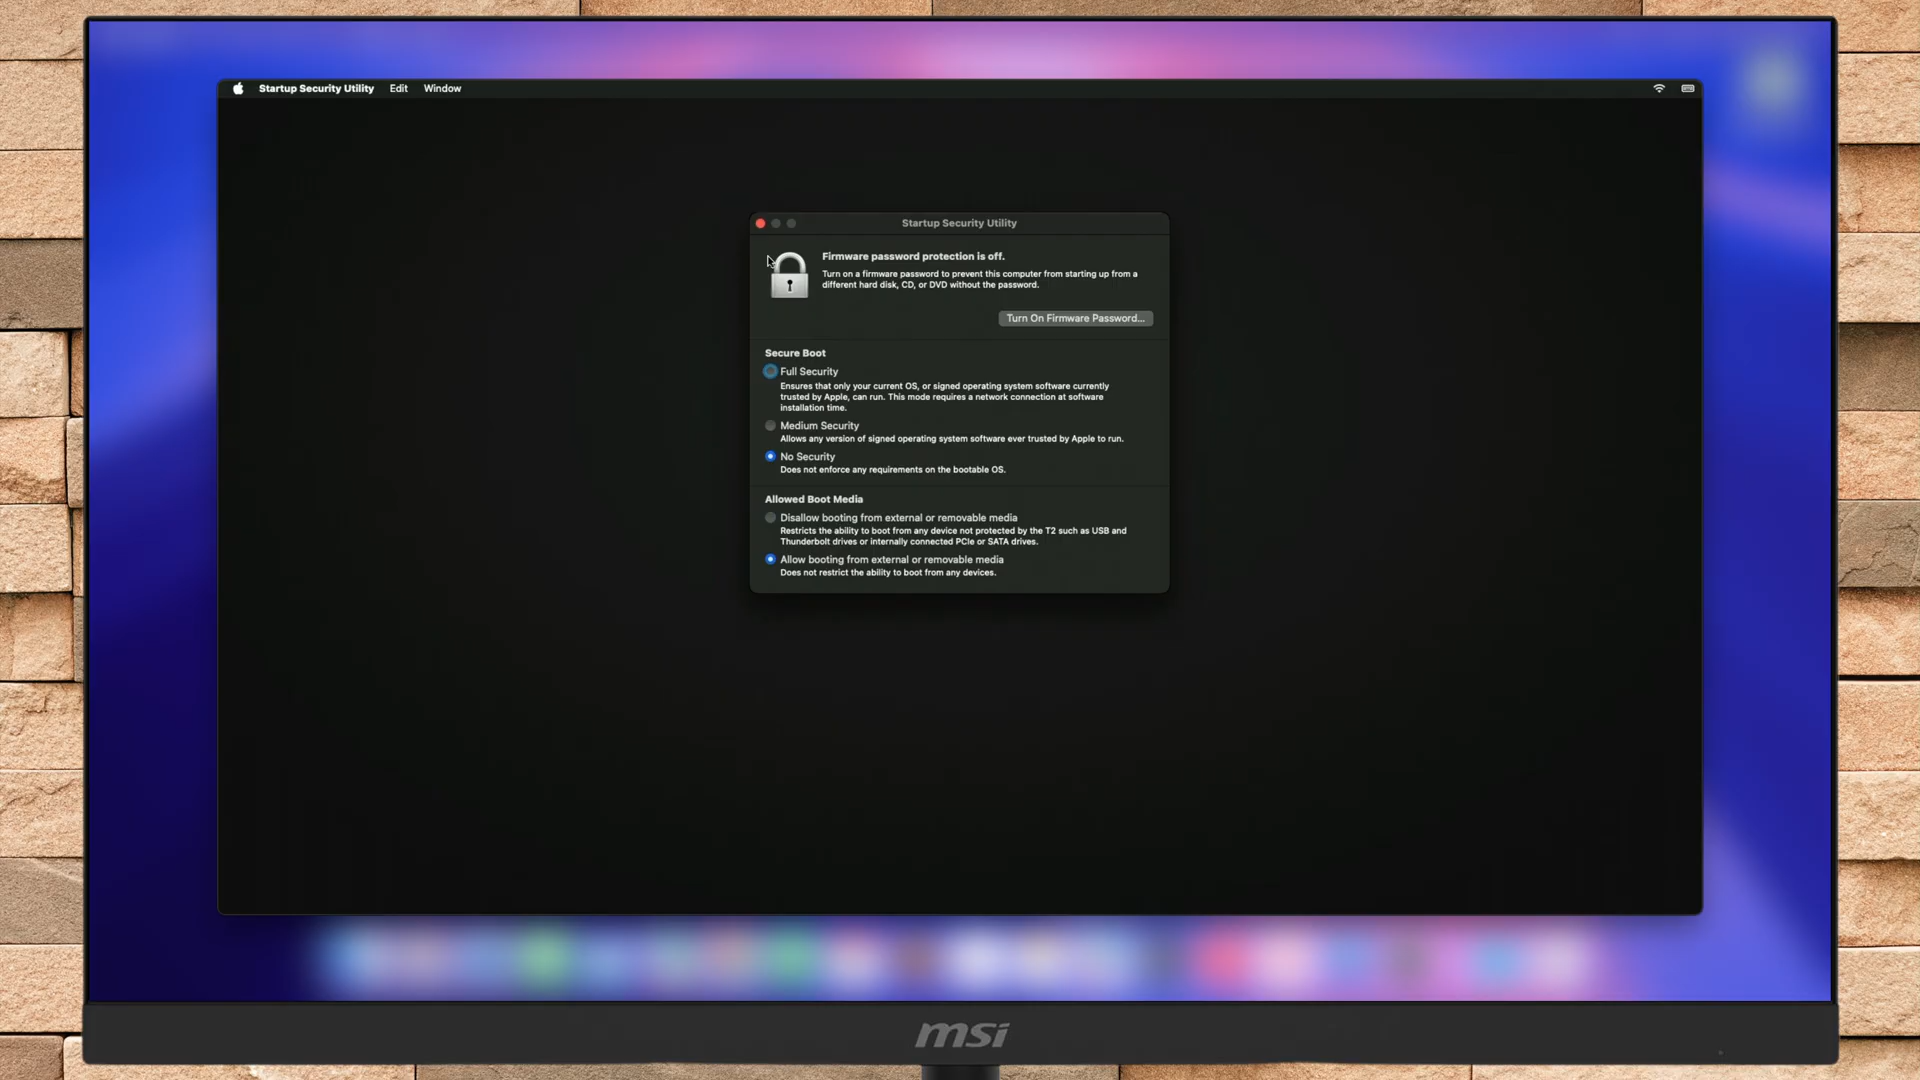 Startup Security Utility Edit Window
Startup Security Utility
Firmware password protection is off.
Turn on a firmware password to prevent this computer from starting up from a
different hard disk, CD, or DVD without the password.
Turn On Firmware Password...
Secure Boot
Full Security
Ensures that only your current OS, or signed operating system software currently
trusted by Apple, can run. This mode requires a network connection at software
installation time.
Medium Security
Allows any version of signed operating system software ever trusted by Apple to run.
No Security
Does not enforce any requirements on the bootable OS.
Allowed Boot Media
Disallow booting from external or removable media
Restricts the ability to boot from any device not protected by the T2 such as USB and
Thunderbolt drives or internally connected PCIe or SATA drives.
Allow booting from external or removable media
Does not restrict the ability to boot from any devices.
msi